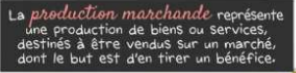 La production marchande représente
une production de biens ou services,
destinés à être vendus sur un marché,
dont le but est d'en tirer un bénéfice.